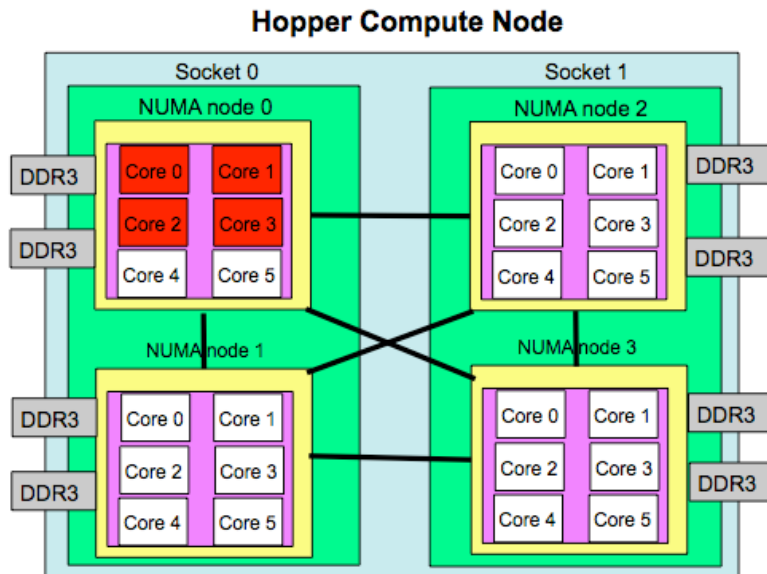 Hopper Compute Node
Socket 0
Socket 1
NUMA node 0
NUMA node 2
DDR3
DDR3
Core 0 Core 1
Core 2 Core 3
Core 4 Core 5
Core 0 Core 1
Core 2 Core 3
Core 4 Core 5
DDR3
DDR3
NUMA node 1
NUMA node 3
DDR3
DDR3
Core 0 Core 1
Core 2 Core 3
Core 4 Core 5
Core 0 Core 1
Core 2 Core 3
Core 4 Core 5
DDR3
DDR3